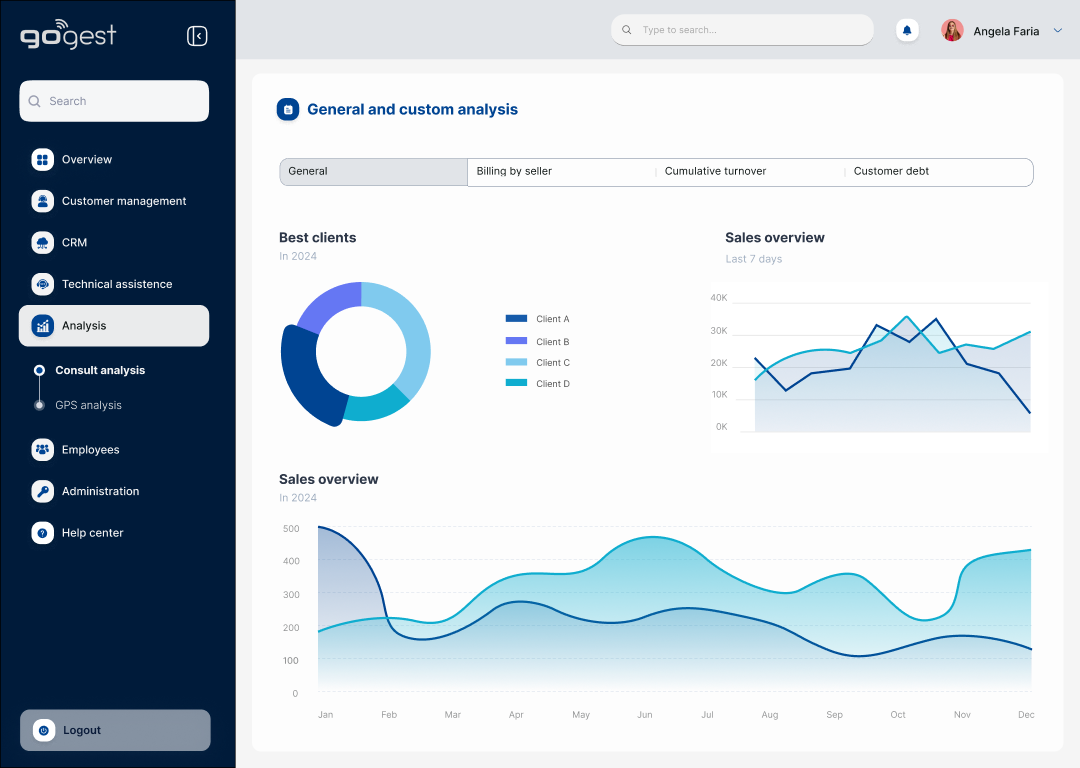 gogest
Type to search...
Angela Faria
Search
Overview
Customer management
CRM
Technical assistence
Analysis
Consult analysis
GPS analysis
Employees
Administration
Help center
Logout
General and custom analysis
General
Billing by seller
Cumulative turnover
Customer debt
Best clients
In 2024
Client A
Client B
Client C
Client D
Sales overview
Last 7 days
40K
30K
20K
10K
0K
Sales overview
In 2024
500
400
300
200
100
0
Jan Feb Mar Apr May Jun Jul Aug Sep Oct Nov Dec